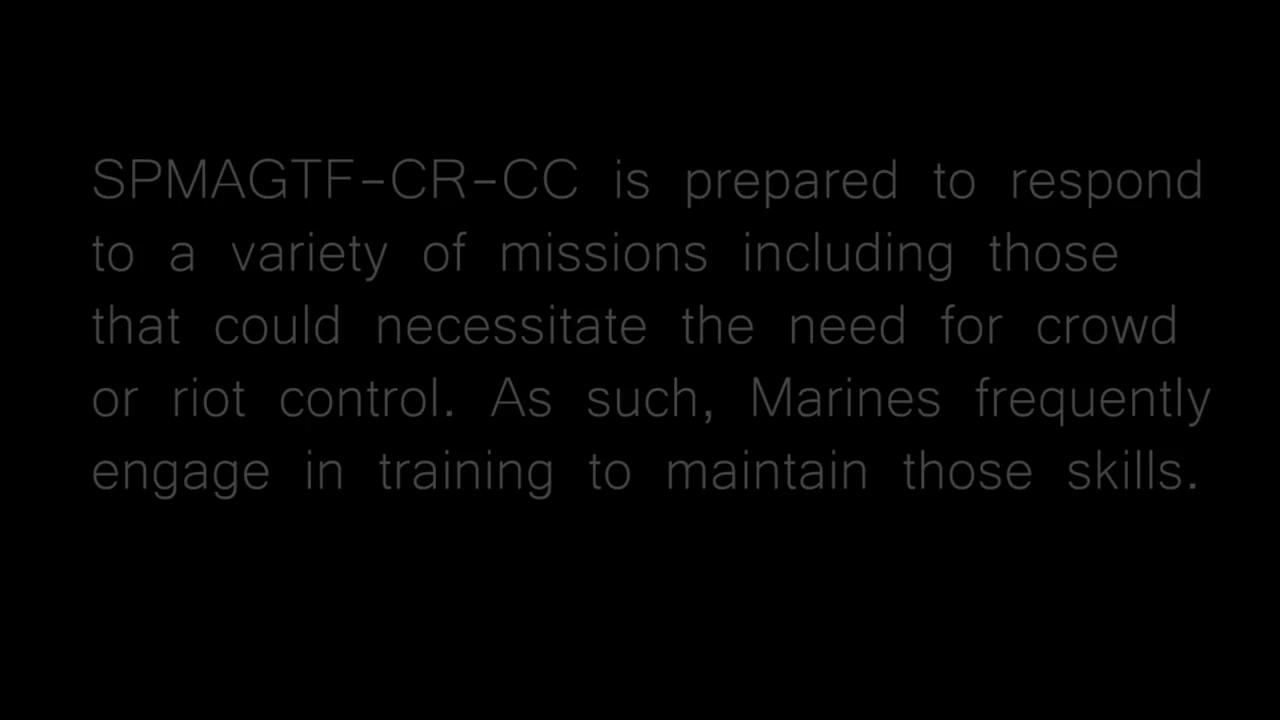 SPMAGTF-CR-CC is prepared to respond
to a variety of missions including those
that could necessitate the need for crowd
or riot control. As such, Marines frequently
engage in training to maintain those skills.